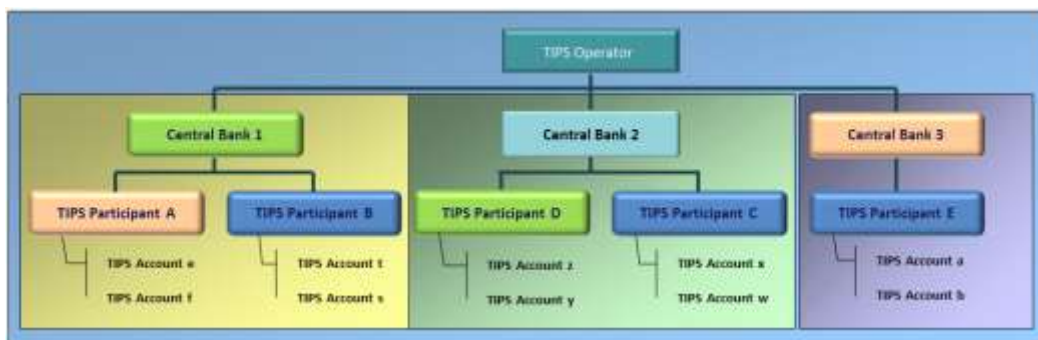 TIPS Operator
Central Bank 1
Central Bank 2
Central Bank 3
TIPS Participant A
TIPS Participant B
TIPS Participant D
TIPS Participant C
TIPS Participant E
TIPS Account e
TIPS Account f
TIPS Account t
TIPS Account s
TIPS Account z
TIPS Account y
TIPS Account x
TIPS Account w
TIPS Account a
TIPS Account b